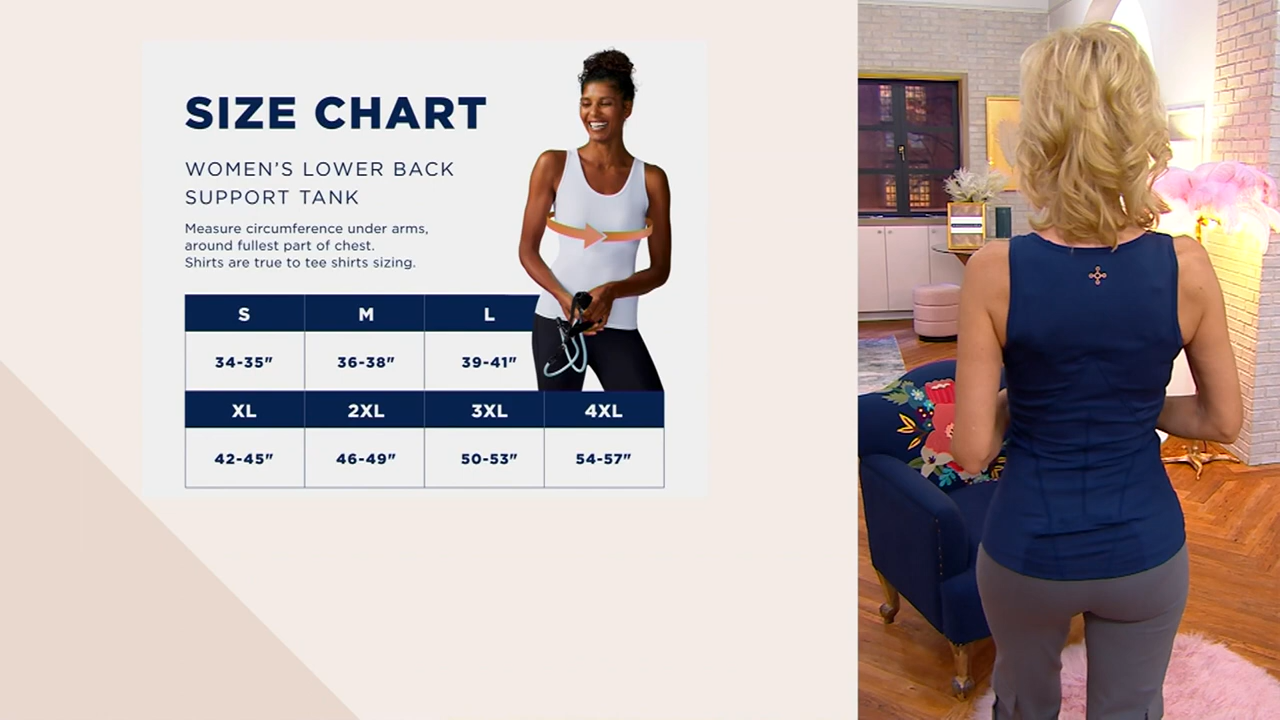 SIZE CHART
WOMEN'S LOWER BACK
SUPPORT TANK
Measure circumference under arms,
around fullest part of chest.
Shirts are true to tee shirts sizing.
S M L
34-35" 36-38" 39-41"
XL 2XL 3XL 4XL
42-45" 46-49" 50-53" 54-57"